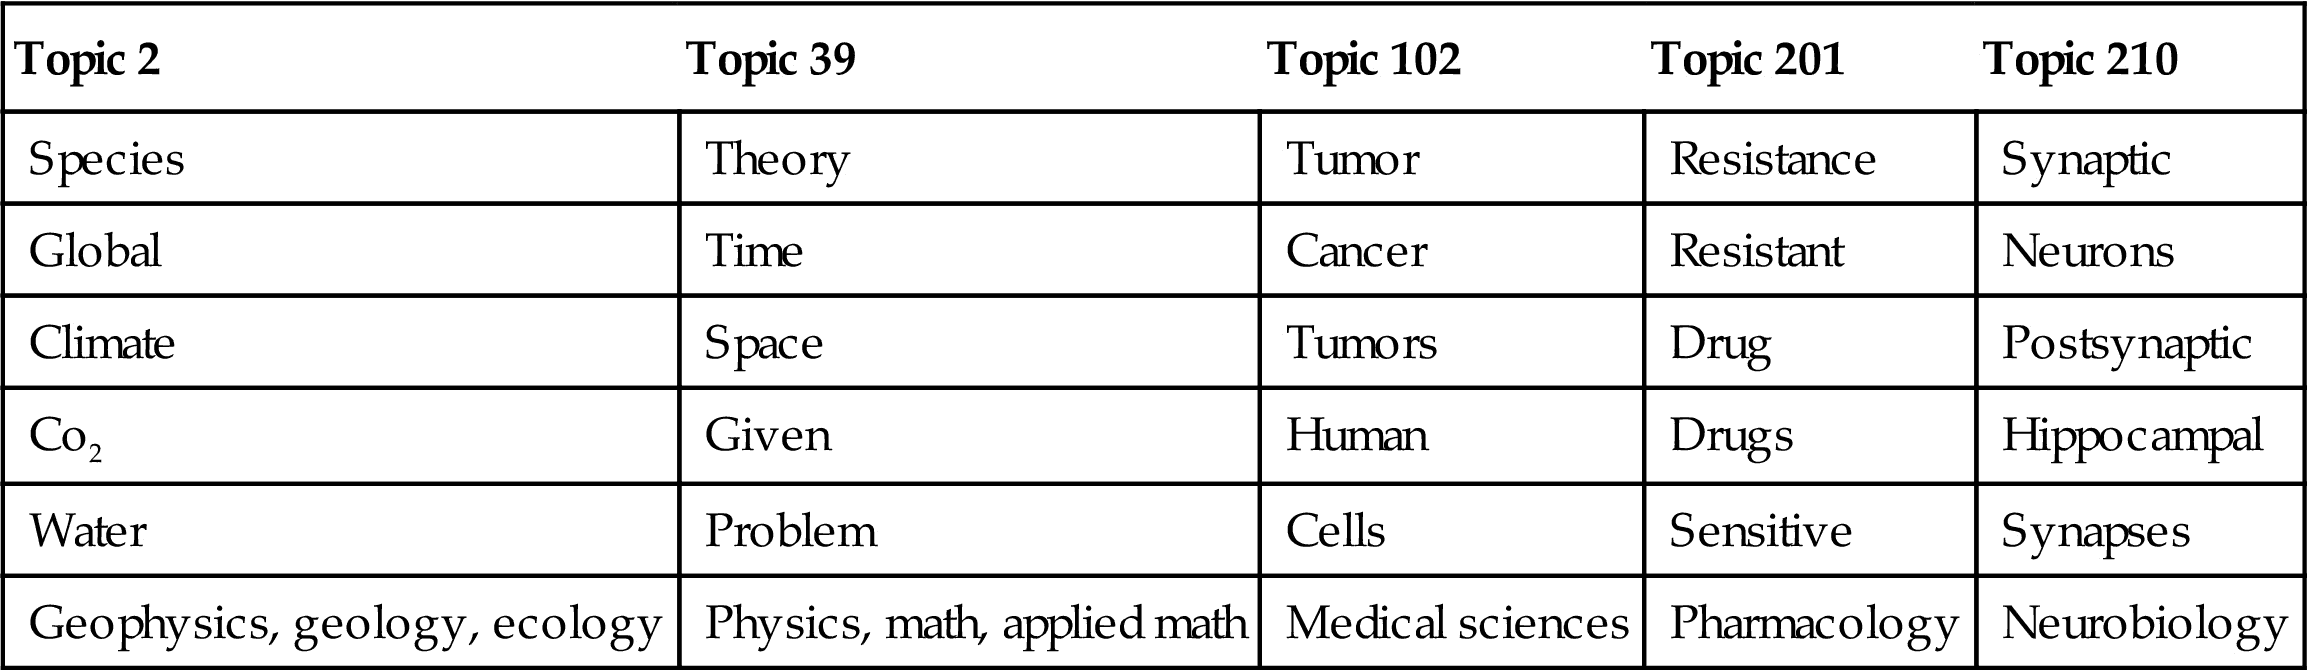 Topic 2 Topic 39 Topic 102 Topic 201 Topic 210
Species Theory Tumor Resistance Synaptic
Global Time Cancer Resistant Neurons
Climate Space Tumors Drug Postsynaptic
Co₂ Given Human Drugs Hippocampal
Water Problem Cells Sensitive Synapses
Geophysics, geology, ecology Physics, math, applied math Medical sciences Pharmacology Neurobiology